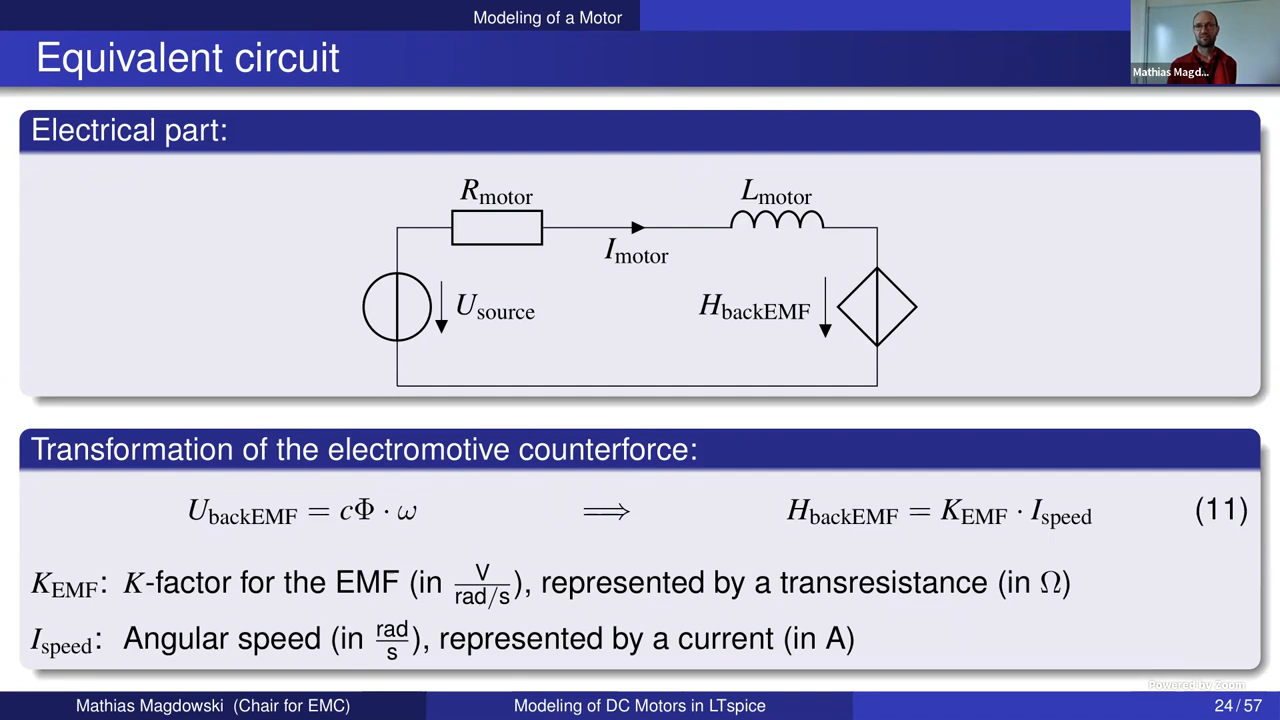 Modeling of a Motor
Equivalent circuit
Mathias Magd...
Electrical part:
R_motor
L_motor
I_motor
U_source
H_backEMF
Transformation of the electromotive counterforce:
U_backEMF = cΦ · ω ⟹ H_backEMF = K_EMF · I_speed (11)
K_EMF: K-factor for the EMF (in V/rad/s), represented by a transresistance (in Ω)
I_speed: Angular speed (in rad/s), represented by a current (in A)
Powered by Zoom
Mathias Magdowski (Chair for EMC) Modeling of DC Motors in LTspice 24/57